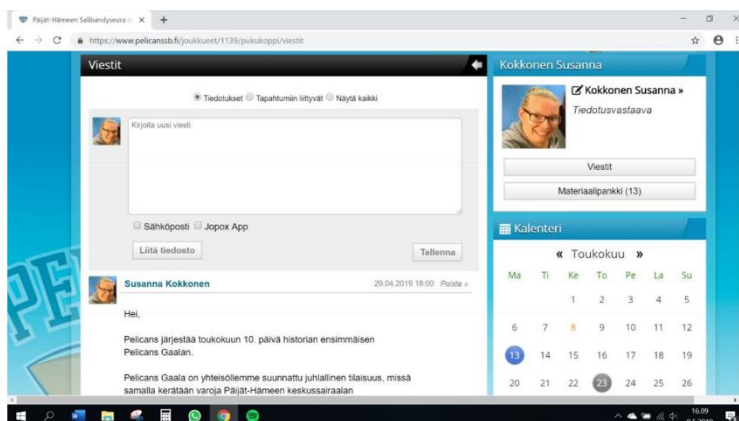 Päijät-Hämeen Salibandyseura r
https://www.pelicanssb.fi/joukkueet/1139/pukukoppi/viestit
Viestit
Tiedotukset Tapahtumiin liittyvät Näytä kaikki
Kirjoita uusi viesti
Sähköposti Jopox App
Liitä tiedosto
Tallenna
Susanna Kokkonen
29.04.2019 18:00 Poista »
Hei,
Pelicans järjestää toukokuun 10. päivä historian ensimmäisen
Pelicans Gaalan.
Pelicans Gaala on yhteisöllemme suunnattu juhlallinen tilaisuus, missä
samalla kerätään varoja Päijät-Hämeen keskussairaalan
Kokkonen Susanna
Kokkonen Susanna »
Tiedotusvastaava
Viestit
Materiaalipankki (13)
Kalenteri
« Toukokuu »
Ma Ti Ke To Pe La Su
1 2 3 4 5
6 7 8 9 10 11 12
13 14 15 16 17 18 19
20 21 22 23 24 25 26
PE
16.09